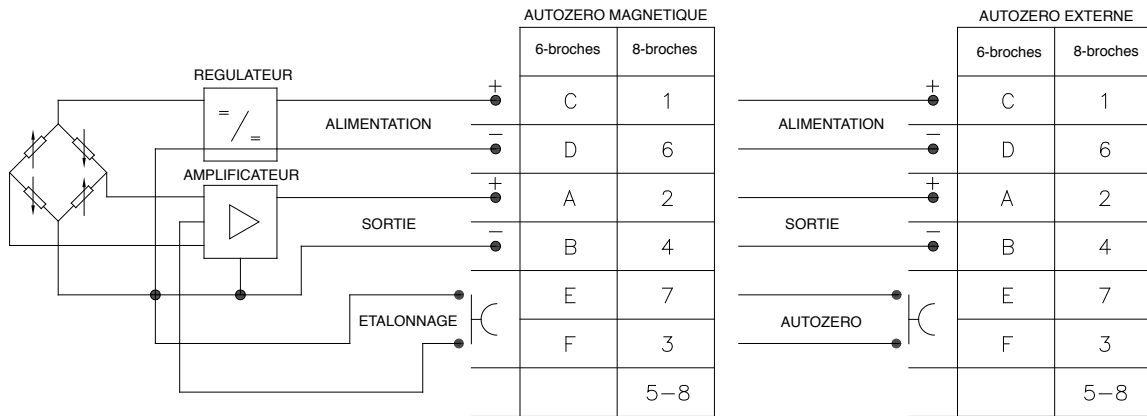 AUTOZERO MAGNETIQUE
6-broches 8-broches
REGULATEUR
= / =
+ C 1
ALIMENTATION
− D 6
AMPLIFICATEUR
+ A 2
SORTIE
− B 4
E 7
ETALONNAGE
F 3
5-8
AUTOZERO EXTERNE
6-broches 8-broches
+ C 1
ALIMENTATION
− D 6
+ A 2
SORTIE
− B 4
E 7
AUTOZERO
F 3
5-8